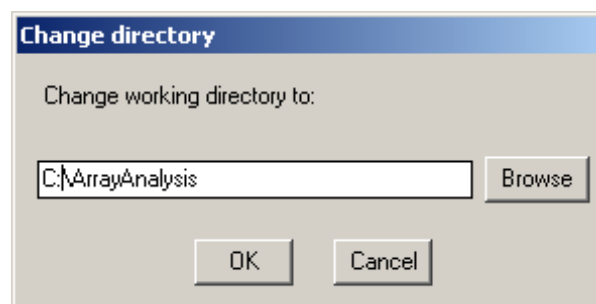 Change directory
Change working directory to:
C:\ArrayAnalysis
Browse
OK
Cancel